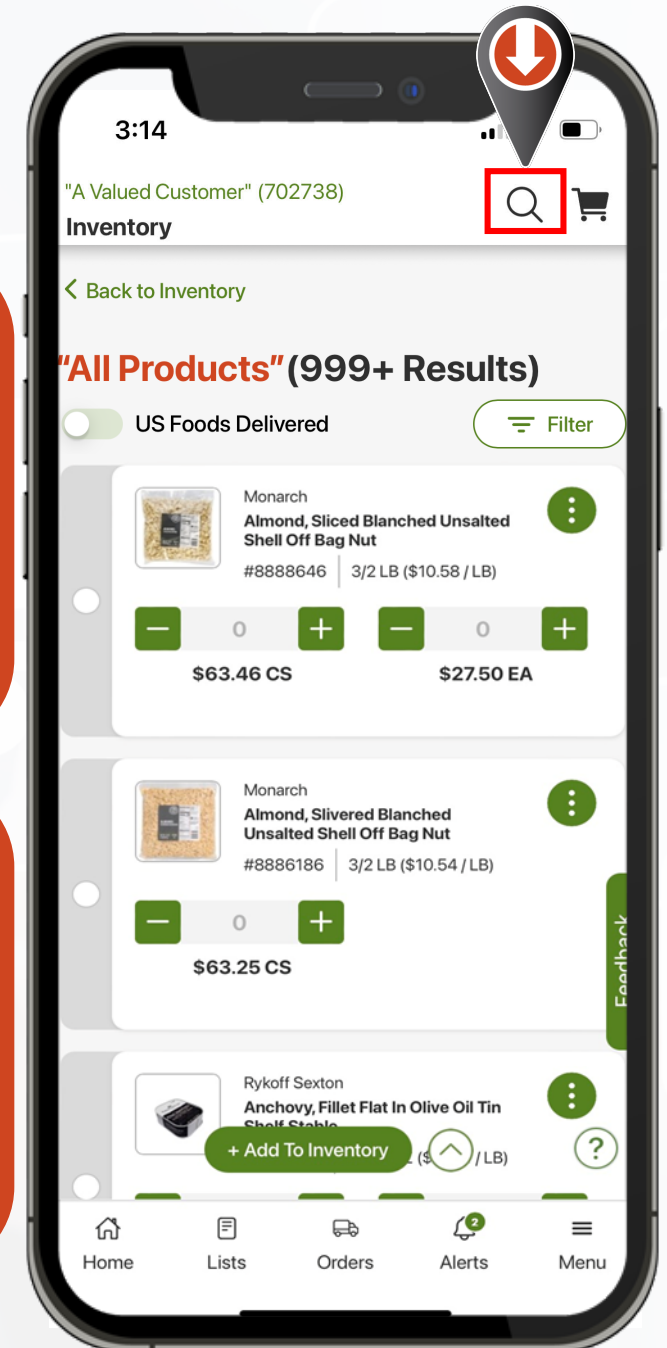 3:14
"A Valued Customer" (702738)
Inventory
Back to Inventory
"All Products"(999+ Results)
US Foods Delivered
Filter
Monarch
Almond, Sliced Blanched Unsalted
Shell Off Bag Nut
#8888646 3/2 LB ($10.58 / LB)
0 0
$63.46 CS $27.50 EA
Monarch
Almond, Slivered Blanched
Unsalted Shell Off Bag Nut
#8886186 3/2 LB ($10.54 / LB)
0
$63.25 CS
Feedback
Rykoff Sexton
Anchovy, Fillet Flat In Olive Oil Tin
Shelf Stable
+ Add To Inventory / LB)
?
2
Home Lists Orders Alerts Menu